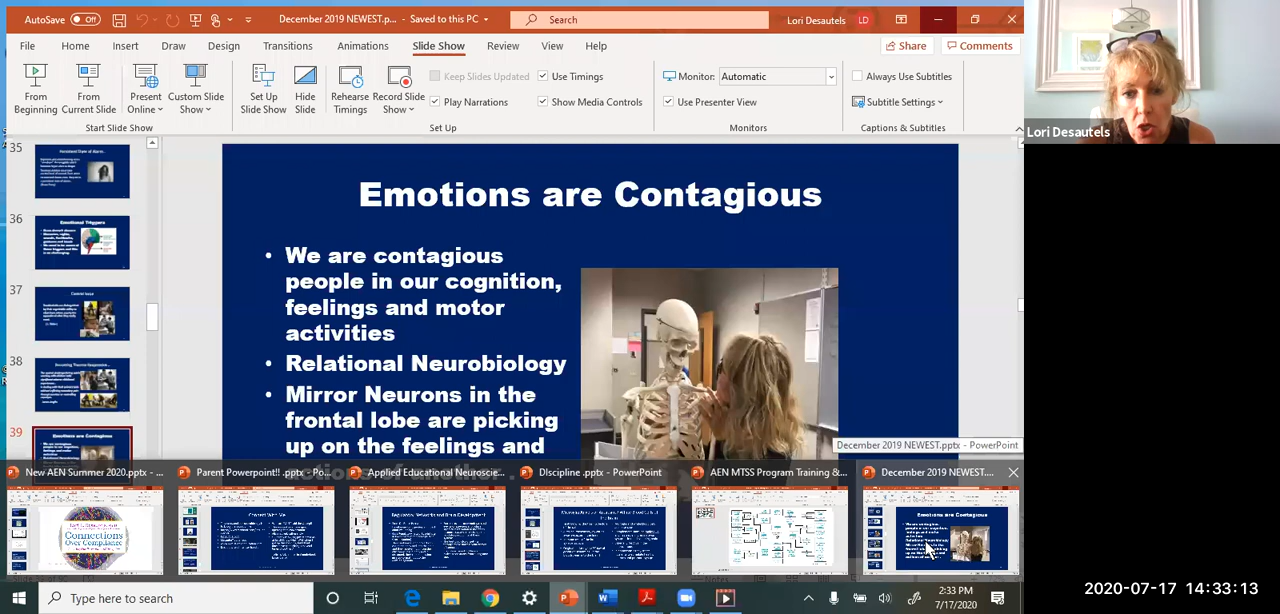 AutoSave Off December 2019 NEWEST.p... - Saved to this PC Search Lori Desautels LD
File Home Insert Draw Design Transitions Animations Slide Show Review View Help Share Comments
From Beginning
From Current Slide
Present Online
Custom Slide Show
Start Slide Show
Set Up Slide Show
Hide Slide
Rehearse Timings
Record Slide Show
Keep Slides Updated
Play Narrations
Use Timings
Show Media Controls
Set Up
Monitor: Automatic
Use Presenter View
Monitors
Always Use Subtitles
Subtitle Settings
Captions & Subtitles
Lori Desautels
35
36
Emotional Triggers
37
38
39
Emotions are Contagious
Emotions are Contagious
• We are contagious
people in our cognition,
feelings and motor
activities
• Relational Neurobiology
• Mirror Neurons in the
frontal lobe are picking
up on the feelings and
December 2019 NEWEST.pptx - PowerPoint
New AEN Summer 2020.pptx - ...
Parent Powerpoint!! .pptx - Po...
Applied Educational Neuroscie...
DIscipline .pptx - PowerPoint
AEN MTSS Program Training &...
December 2019 NEWEST....
Connections
Over Compliance
Emotions are Contagious
Type here to search
2:33 PM
7/17/2020
2020-07-17 14:33:13